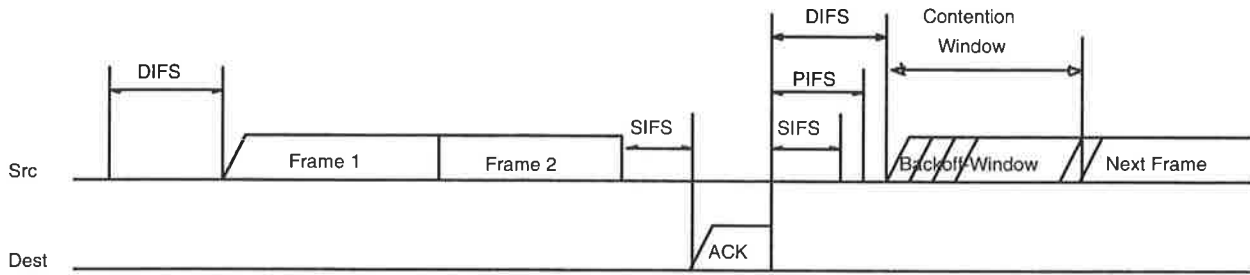 DIFS
Contention
Window
DIFS
PIFS
SIFS
SIFS
Src
Frame 1
Frame 2
Backoff-Window
Next Frame
Dest
ACK